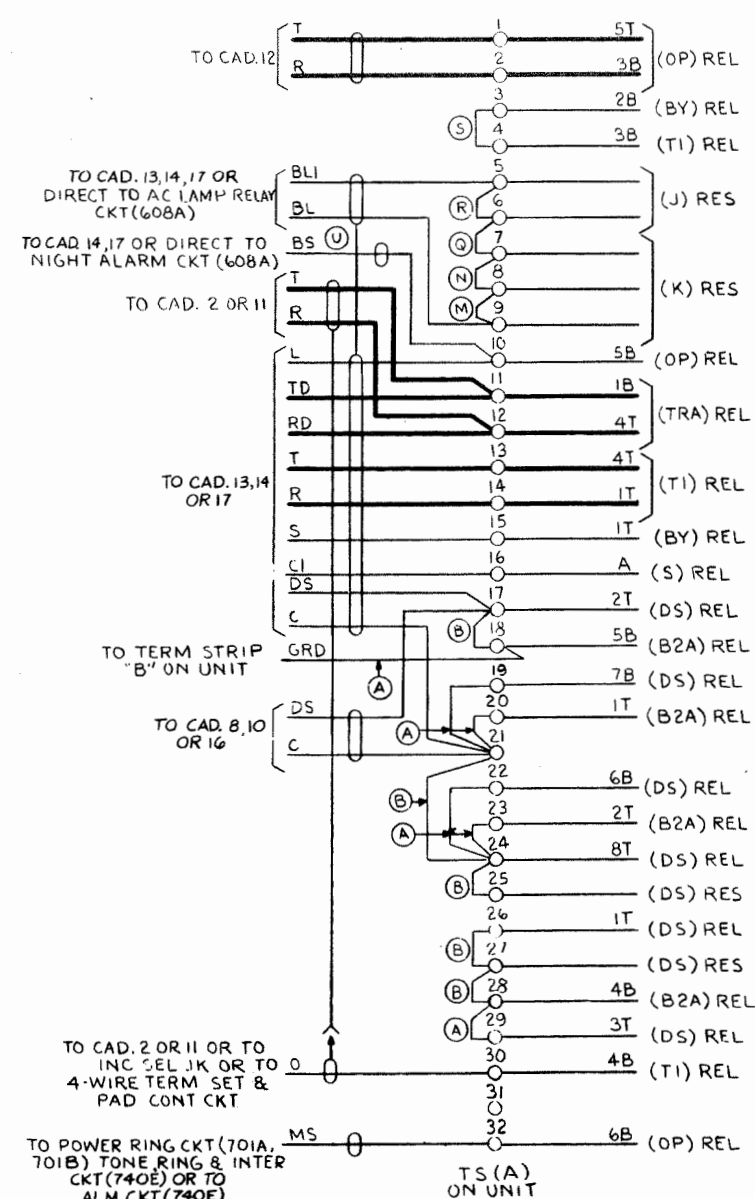 T 1 5T
TO CAD.12
R 2 3B (OP) REL
3 2B (BY) REL
S 4 3B (TI) REL
TO CAD. 13,14,17 OR
DIRECT TO AC LAMP RELAY
CKT (608A)
BLI 5
R 6 (J) RES
BL
Q 7
TO CAD 14,17 OR DIRECT TO
NIGHT ALARM CKT (608A)
BS U
N 8
(K) RES
M 9
TO CAD. 2 OR 11
T
R
L 10 5B (OP) REL
TD 11 1B
(TRA) REL
RD 12 4T
T 13 4T
TO CAD. 13,14
OR 17
(TI) REL
R 14 1T
S 15 1T (BY) REL
CI 16 A (S) REL
DS 17 2T (DS) REL
C B 18 5B (B2A) REL
TO TERM STRIP
"B" ON UNIT
GRD
A
19 7B (DS) REL
DS 20 1T (B2A) REL
TO CAD. 8,10
OR 16
A
C 21
22 6B (DS) REL
B
23 2T (B2A) REL
A
24 8T (DS) REL
B 25 (DS) RES
26 1T (DS) REL
B 27 (DS) RES
B 28 4B (B2A) REL
A 29 3T (DS) REL
TO CAD. 2 OR 11 OR TO
INC SEL JK OR TO
4-WIRE TERM SET &
PAD CONT CKT
O 30 4B (TI) REL
31
MS 32 6B (OP) REL
TO POWER RING CKT (701A,
701B) TONE RING & INTER
CKT (740E) OR TO
ALM CKT (740E)
TS (A)
ON UNIT